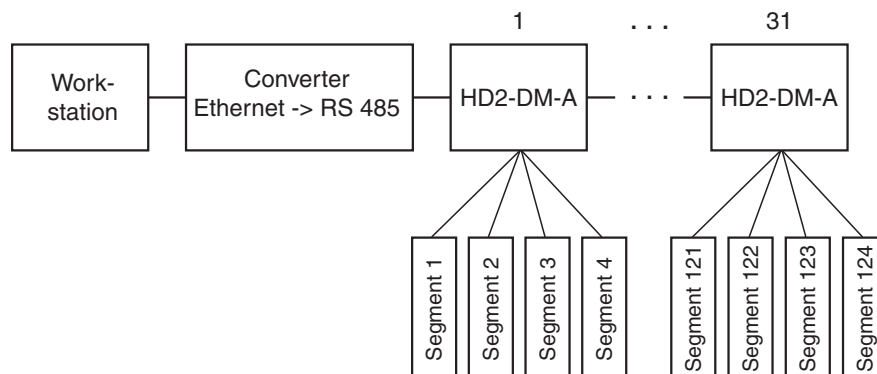 1 . . . 31
Work-
station
Converter
Ethernet -> RS 485
HD2-DM-A
. . .
HD2-DM-A
Segment 1
Segment 2
Segment 3
Segment 4
Segment 121
Segment 122
Segment 123
Segment 124